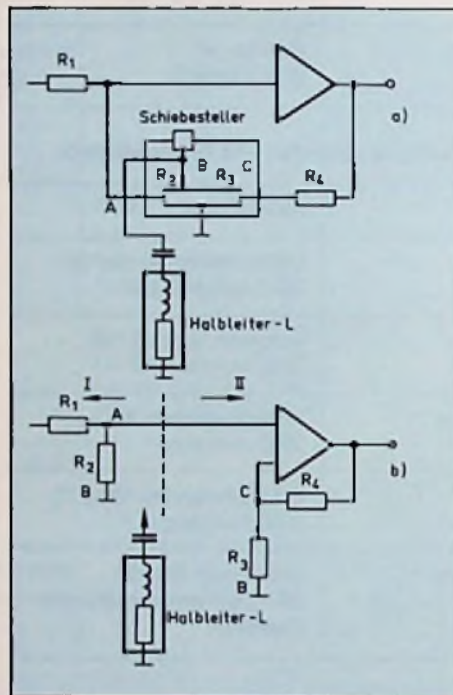 R1
a)
Schiebesteller
B C
R2 R3 R4
A
Halbleiter-L
I II
R1 A
b)
R2
B
C R4
R3
B
Halbleiter-L